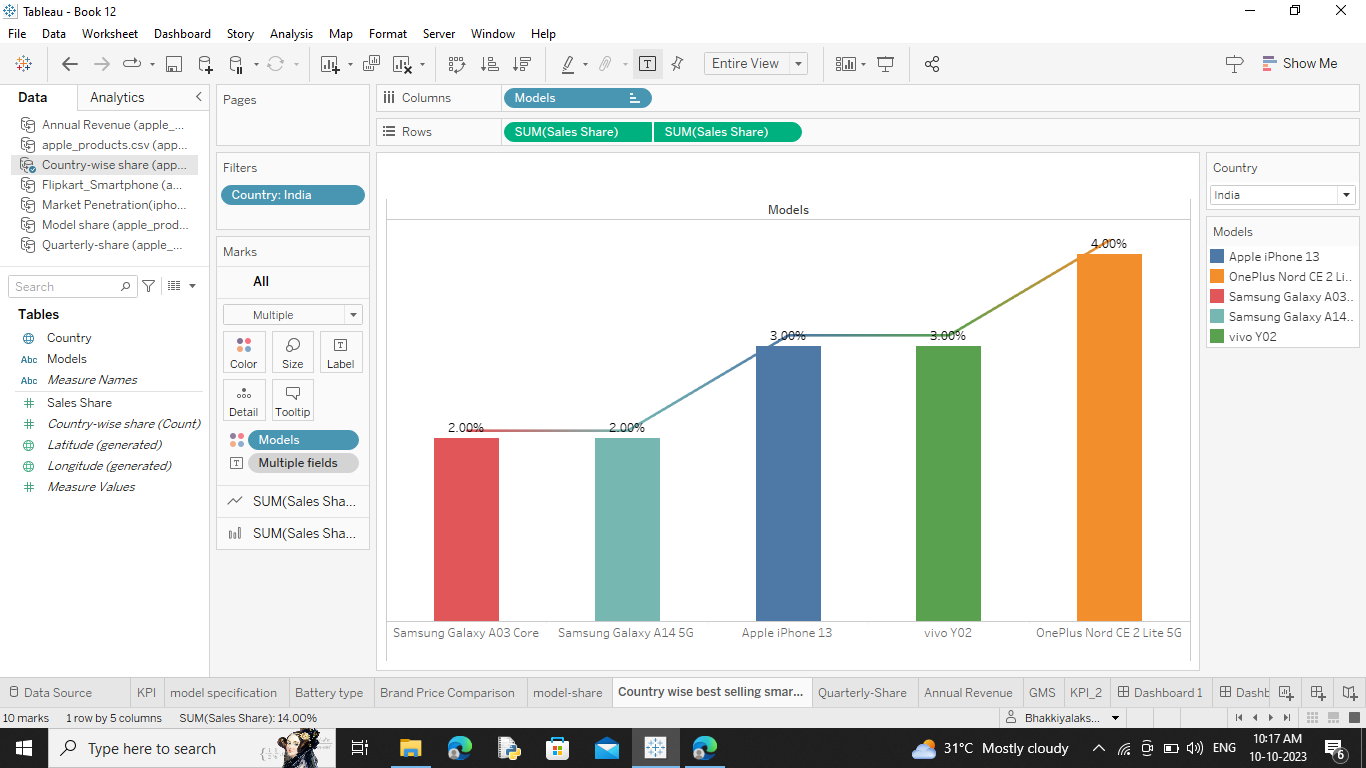 Tableau - Book 12
File Data Worksheet Dashboard Story Analysis Map Format Server Window Help
Entire View
Show Me
Data Analytics
Annual Revenue (apple_...
apple_products.csv (app...
Country-wise share (app...
Flipkart_Smartphone (a...
Market Penetration(ipho...
Model share (apple_prod...
Quarterly-share (apple_...
Search
Tables
Country
Abc Models
Abc Measure Names
Sales Share
Country-wise share (Count)
Latitude (generated)
Longitude (generated)
Measure Values
Pages
Filters
Country: India
Marks
All
Multiple
Color Size Label
Detail Tooltip
Models
Multiple fields
SUM(Sales Sha...
SUM(Sales Sha...
Columns Models
Rows SUM(Sales Share) SUM(Sales Share)
Models
4.00%
3.00% 3.00%
2.00% 2.00%
Samsung Galaxy A03 Core Samsung Galaxy A14 5G Apple iPhone 13 vivo Y02 OnePlus Nord CE 2 Lite 5G
Country
India
Models
Apple iPhone 13
OnePlus Nord CE 2 Li..
Samsung Galaxy A03..
Samsung Galaxy A14..
vivo Y02
Data Source KPI model specification Battery type Brand Price Comparison model-share Country wise best selling smar... Quarterly-Share Annual Revenue GMS KPI_2 Dashboard 1 Dashb
10 marks 1 row by 5 columns SUM(Sales Share): 14.00% Bhakkiyalaks...
Type here to search
31°C Mostly cloudy ENG
10:17 AM
10-10-2023
6